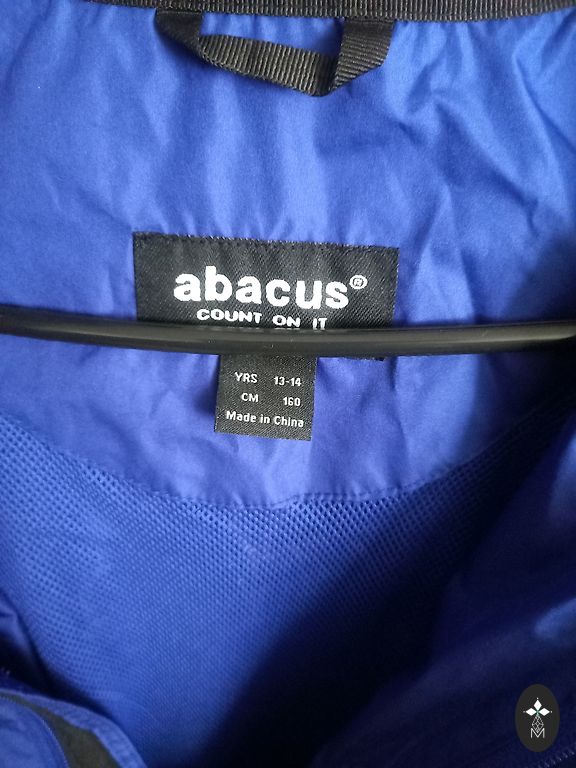 abacus®
COUNT ON IT
YRS 13-14
CM 160
Made in China
M